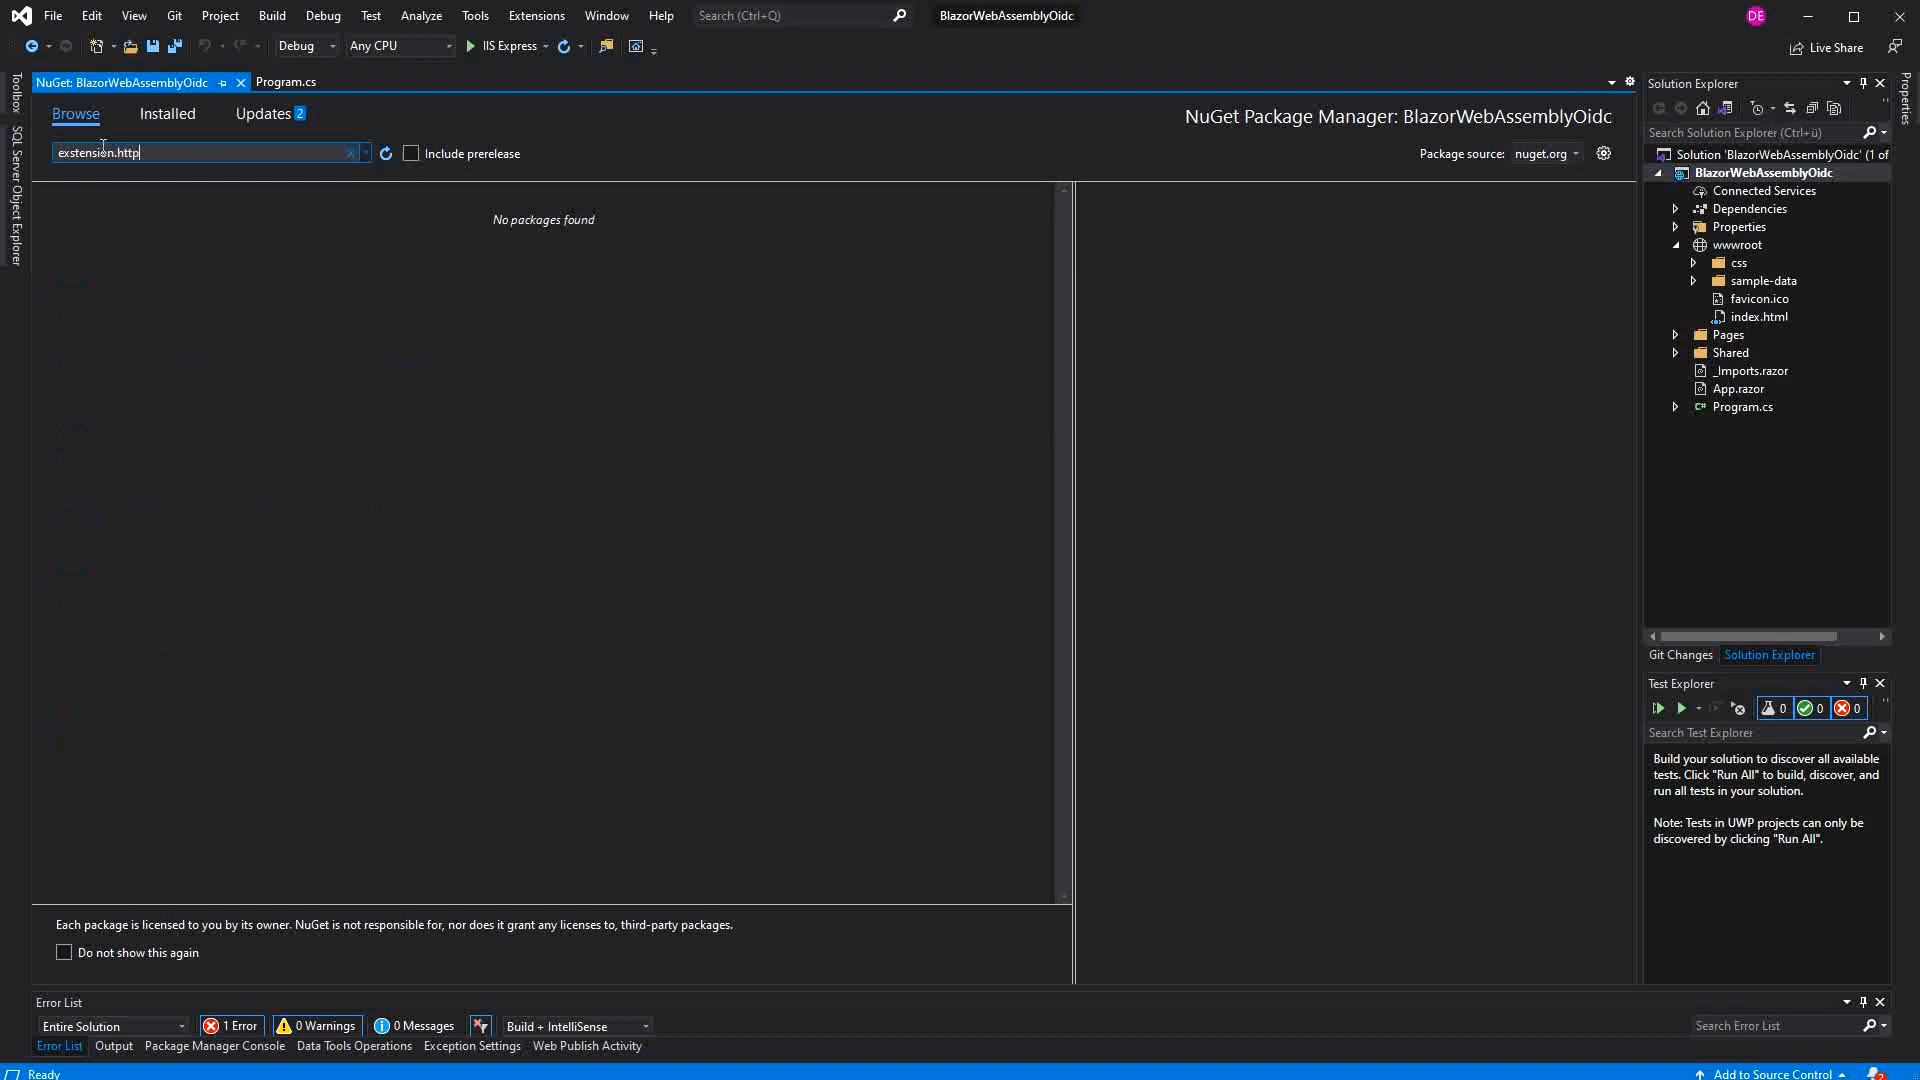 File Edit View Git Project Build Debug Test Analyze Tools Extensions Window Help Search (Ctrl+Q) BlazorWebAssemblyOidc DE
Debug Any CPU IIS Express Live Share
Toolbox
SQL Server Object Explorer
NuGet: BlazorWebAssemblyOidc Program.cs
Browse Installed Updates 2
NuGet Package Manager: BlazorWebAssemblyOidc
exstension.http Include prerelease Package source: nuget.org
No packages found
Each package is licensed to you by its owner. NuGet is not responsible for, nor does it grant any licenses to, third-party packages.
Do not show this again
Solution Explorer
Search Solution Explorer (Ctrl+ü)
Solution 'BlazorWebAssemblyOidc' (1 of
BlazorWebAssemblyOidc
Connected Services
Dependencies
Properties
wwwroot
css
sample-data
favicon.ico
index.html
Pages
Shared
_Imports.razor
App.razor
C# Program.cs
Git Changes Solution Explorer
Test Explorer
0 0 0
Search Test Explorer
Build your solution to discover all available
tests. Click "Run All" to build, discover, and
run all tests in your solution.
Note: Tests in UWP projects can only be
discovered by clicking "Run All".
Properties
Error List
Entire Solution 1 Error 0 Warnings 0 Messages Build + IntelliSense Search Error List
Error List Output Package Manager Console Data Tools Operations Exception Settings Web Publish Activity
Ready Add to Source Control 2